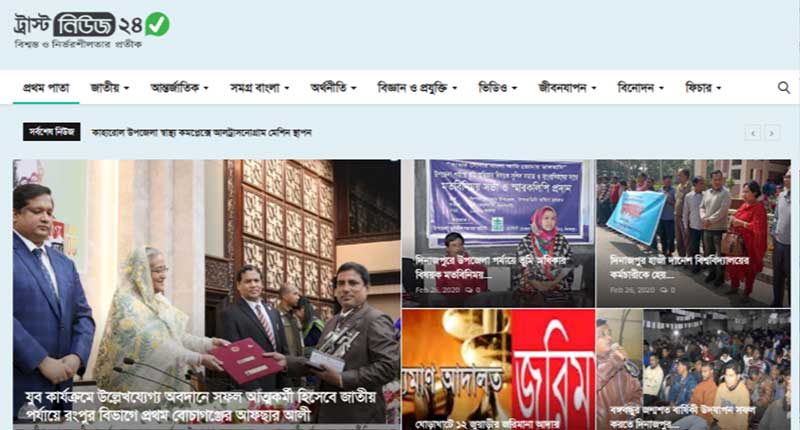 ট্রাস্ট নিউজ ২৪
বিশ্বস্ত ও নির্ভরশীলতার প্রতীক
প্রথম পাতা জাতীয় আন্তর্জাতিক সমগ্র বাংলা অর্থনীতি বিজ্ঞান ও প্রযুক্তি ভিডিও জীবনযাপন বিনোদন ফিচার
সর্বশেষ নিউজ কাহারোল উপজেলা স্বাস্থ্য কমপ্লেক্সে আলট্রাসনোগ্রাম মেশিন স্থাপন
যুব কার্যক্রমে উল্লেখযোগ্য অবদানে সফল আত্মকর্মী হিসেবে জাতীয়
পর্যায়ে রংপুর বিভাগে প্রথম বোচাগঞ্জের আফছার আলী
মতবিনিময় সভা ও স্মারকলিপি প্রদান
দিনাজপুরে উপজেলা পর্যায়ে ভূমি অধিকার
বিষয়ক মতবিনিময়...
Feb 26, 2020 0
দিনাজপুর হাজী দানেশ বিশ্ববিদ্যালয়ের
কর্মচারীকে হেয়...
Feb 26, 2020 0
আদালত
জরিমা
ঘোড়াঘাটে ১২ জুয়াড়ীর জরিমানা আদায়
বঙ্গবন্ধুর জন্মশত বার্ষিকী উদযাপন সফল
করতে দিনাজপুর...